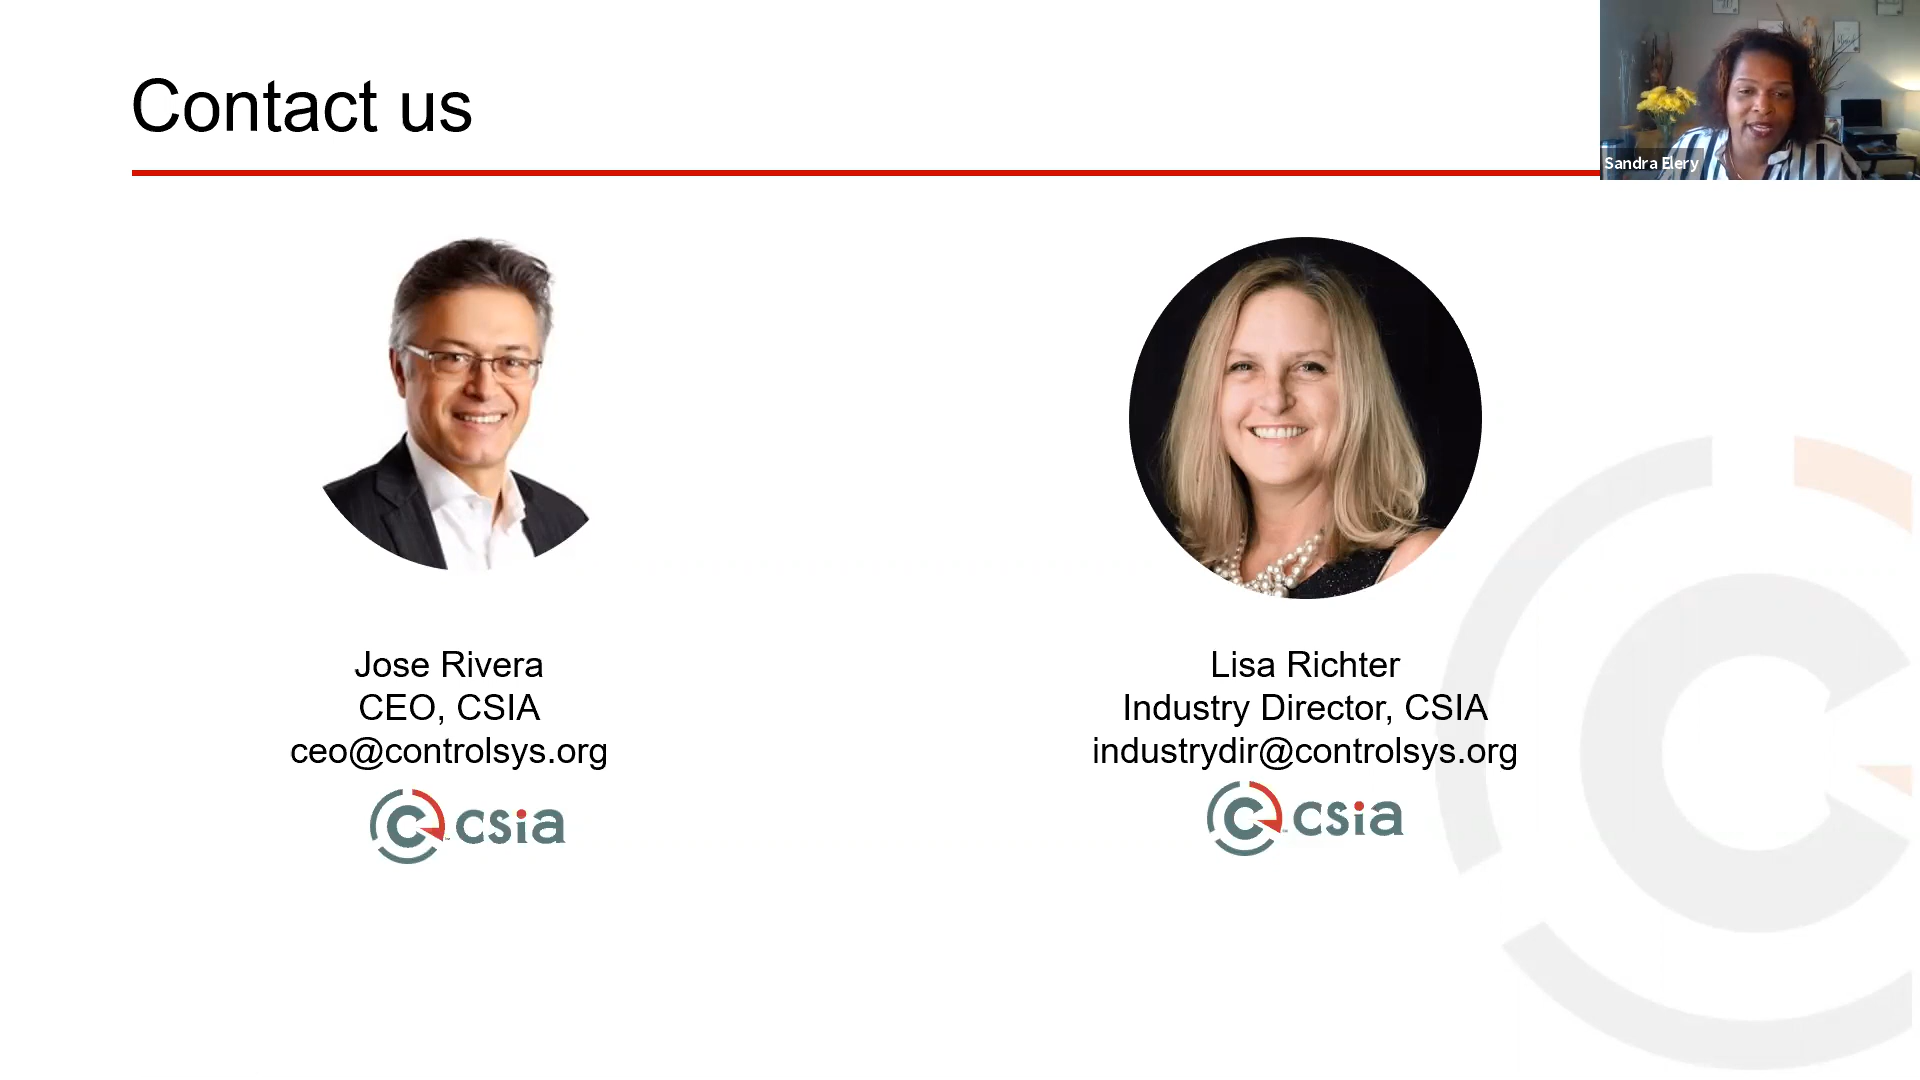 Contact us
Sandra Elery
Jose Rivera
CEO, CSIA
ceo@controlsys.org
csia
Lisa Richter
Industry Director, CSIA
industrydir@controlsys.org
csia